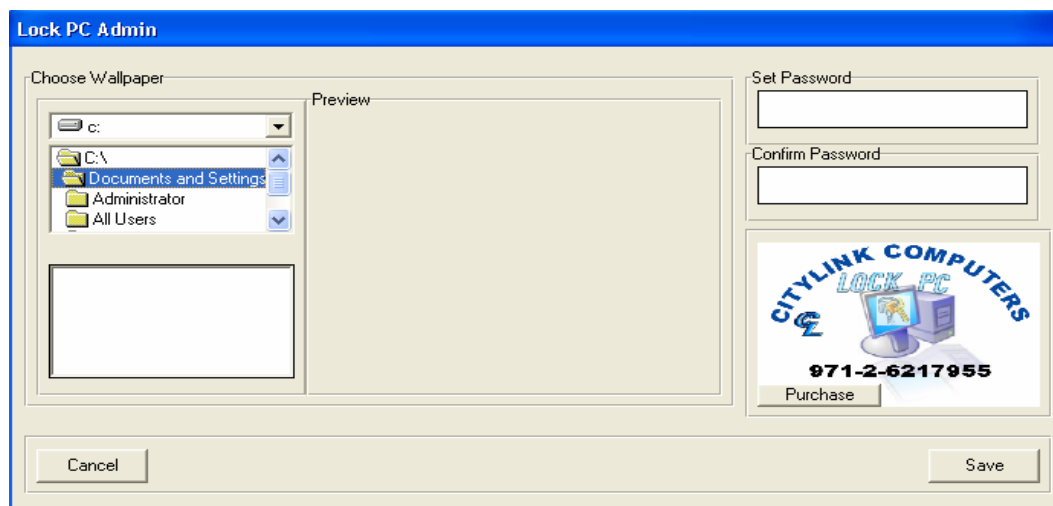 Lock PC Admin
Choose Wallpaper
c:
C:\
Documents and Settings
Administrator
All Users
Preview
Set Password
Confirm Password
CITYLINK COMPUTERS
LOCK PC
CL
971-2-6217955
Purchase
Cancel
Save